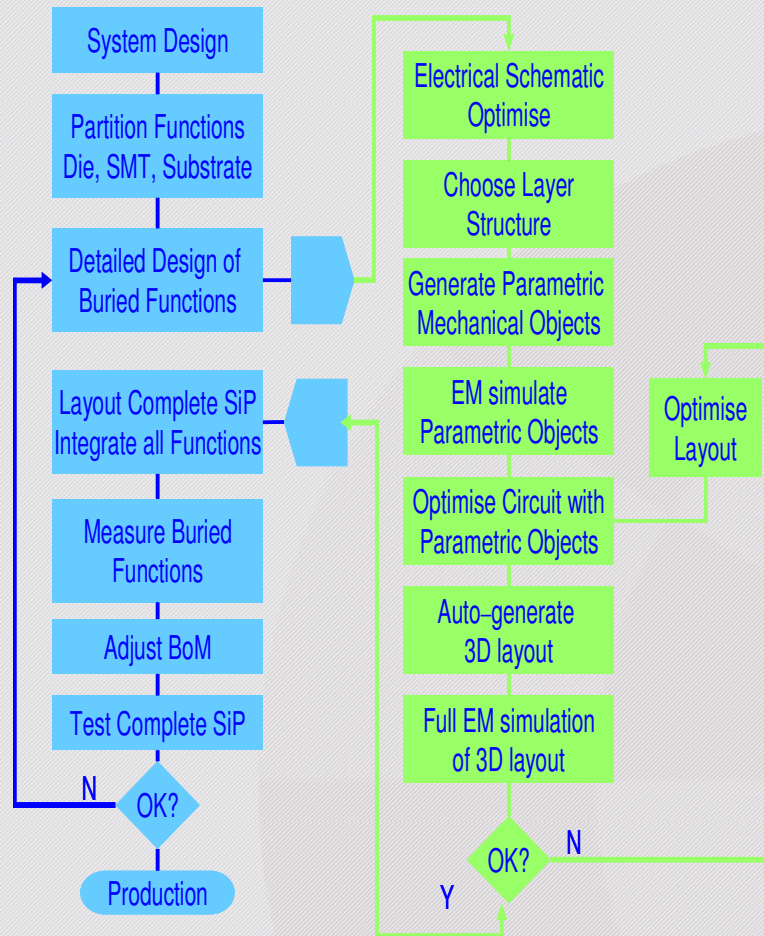 System Design
Partition Functions
Die, SMT, Substrate
Detailed Design of
Buried Functions
Layout Complete SiP
Integrate all Functions
Measure Buried
Functions
Adjust BoM
Test Complete SiP
N
OK?
Production
Electrical Schematic
Optimise
Choose Layer
Structure
Generate Parametric
Mechanical Objects
EM simulate
Parametric Objects
Optimise Circuit with
Parametric Objects
Auto–generate
3D layout
Full EM simulation
of 3D layout
OK?
N
Y
Optimise
Layout